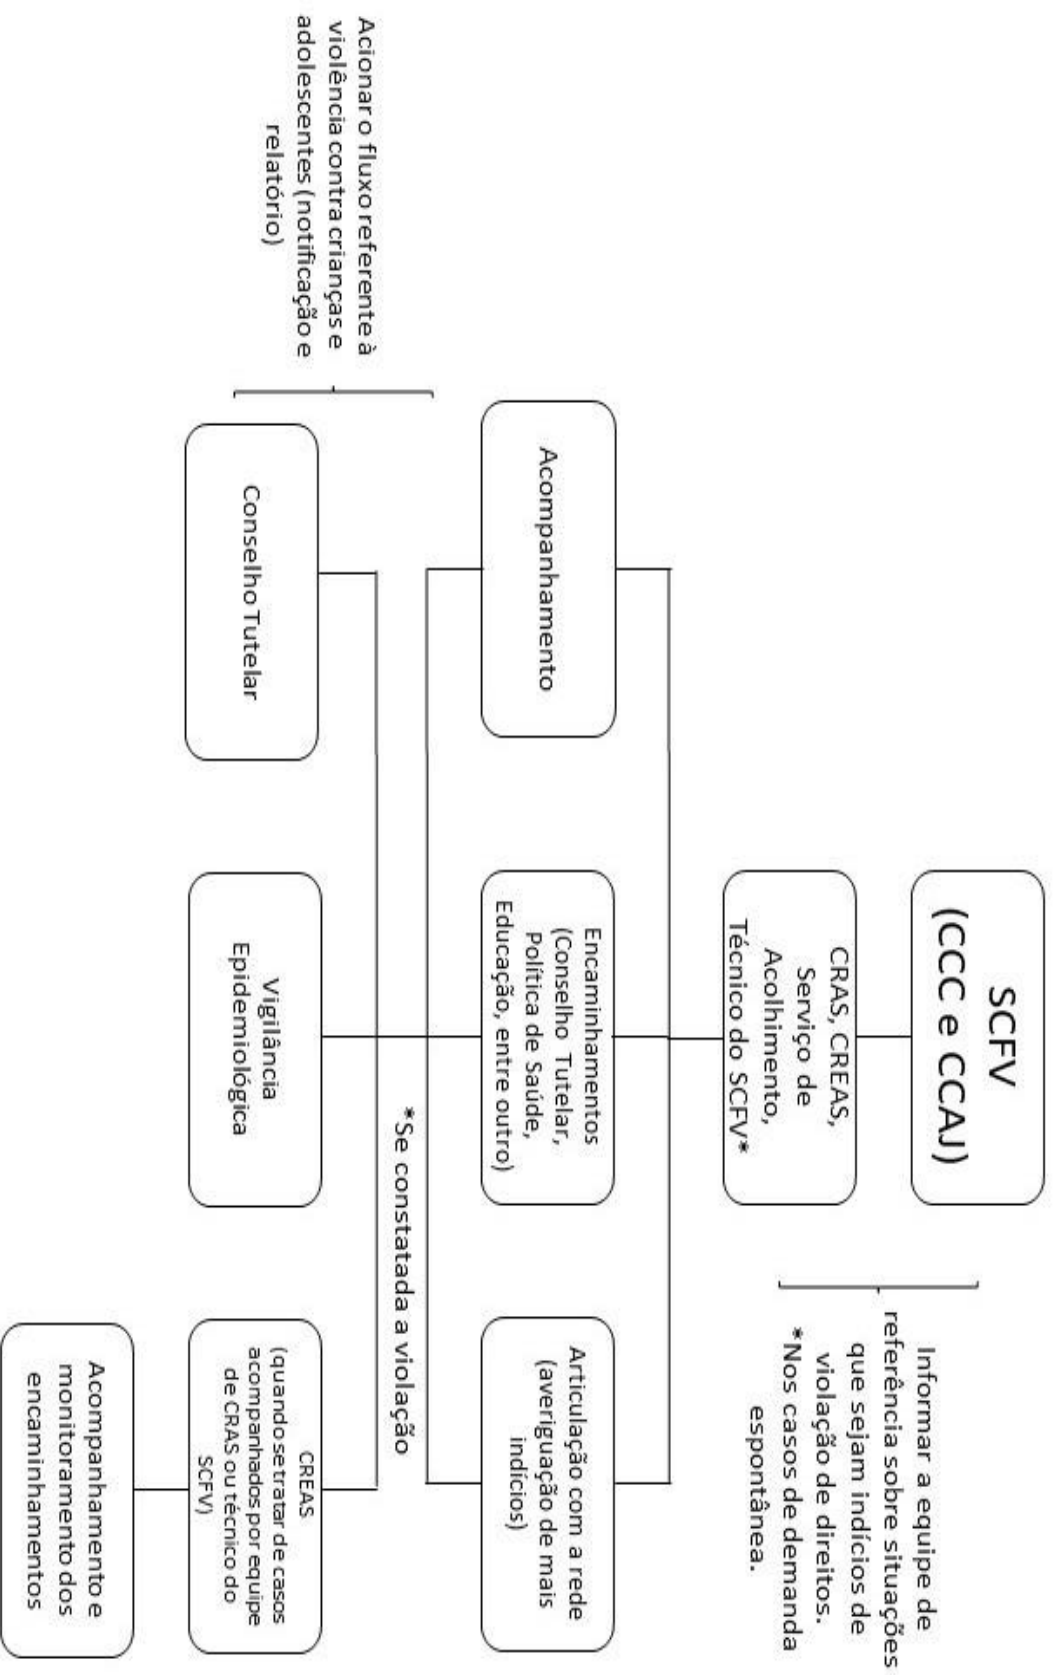 SCFV
(CCC e CCAJ)
Informar a equipe de
referência sobre situações
que sejam indícios de
violação de direitos.
*Nos casos de demanda
espontânea.
CRAS, CREAS,
Serviço de
Acolhimento,
Técnico do SCFV*
Acompanhamento
Encaminhamentos
(Conselho Tutelar,
Política de Saúde,
Educação, entre outro)
Articulação com a rede
(averiguação de mais
indícios)
*Se constatada a violação
Acionar o fluxo referente à
violência contra crianças e
adolescentes (notificação e
relatório)
Conselho Tutelar
Vigilância
Epidemiológica
CREAS
(quando se tratar de casos
acompanhados por equipe
de CRAS ou técnico do
SCFV)
Acompanhamento e
monitoramento dos
encaminhamentos